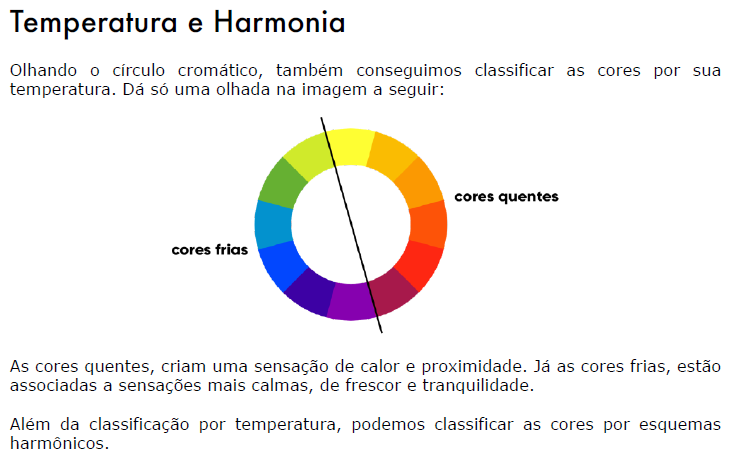 Temperatura e Harmonia
Olhando o círculo cromático, também conseguimos classificar as cores por sua
temperatura. Dá só uma olhada na imagem a seguir:
cores quentes
cores frias
As cores quentes, criam uma sensação de calor e proximidade. Já as cores frias, estão
associadas a sensações mais calmas, de frescor e tranquilidade.
Além da classificação por temperatura, podemos classificar as cores por esquemas
harmônicos.